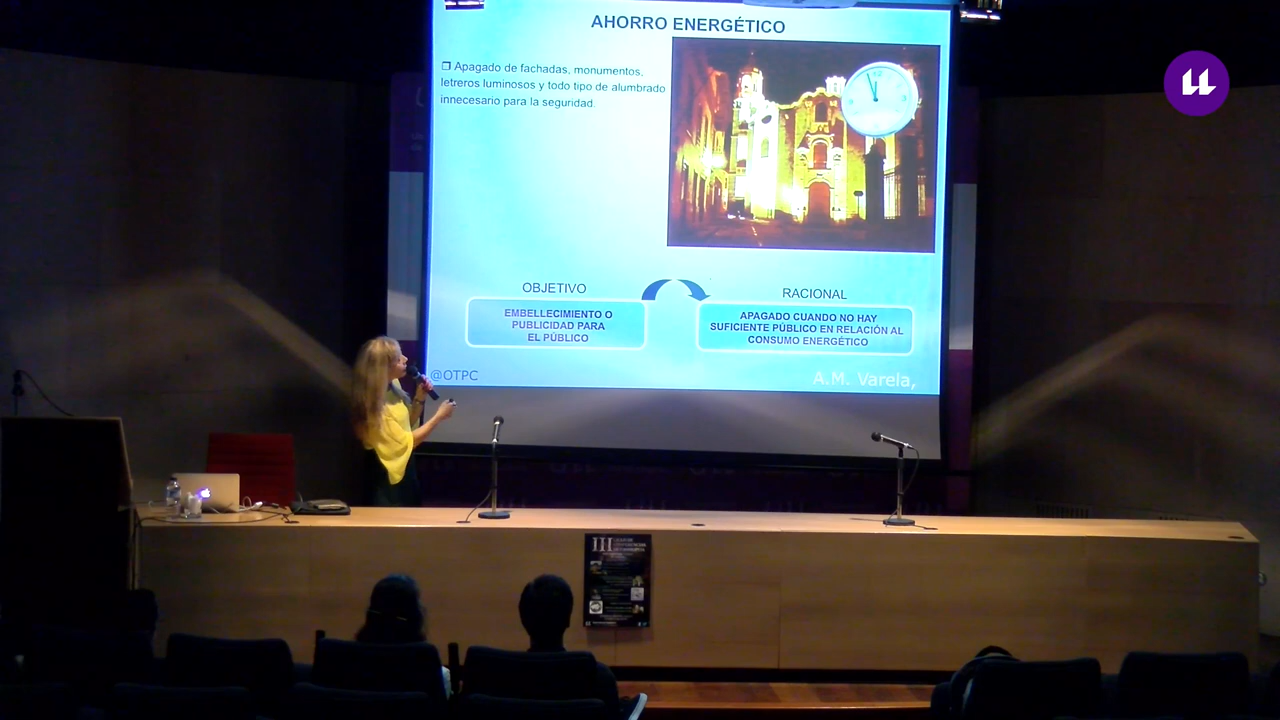 AHORRO ENERGÉTICO
❒ Apagado de fachadas, monumentos,
letreros luminosos y todo tipo de alumbrado
innecesario para la seguridad.
OBJETIVO
EMBELLECIMIENTO O
PUBLICIDAD PARA
EL PÚBLICO
RACIONAL
APAGADO CUANDO NO HAY
SUFICIENTE PÚBLICO EN RELACIÓN AL
CONSUMO ENERGÉTICO
@OTPC
A.M. Varela,
III